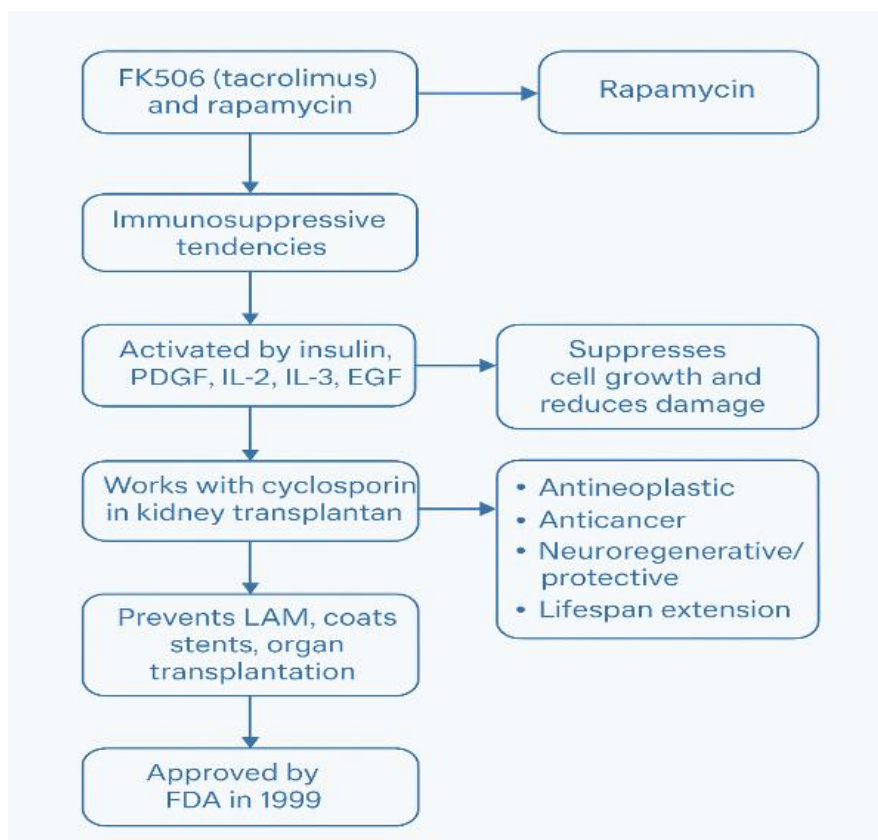 FK506 (tacrolimus)
and rapamycin
Rapamycin
Immunosuppressive
tendencies
Activated by insulin,
PDGF, IL-2, IL-3, EGF
Suppresses
cell growth and
reduces damage
Works with cyclosporin
in kidney transplantan
• Antineoplastic
• Anticancer
• Neuroregenerative/
protective
• Lifespan extension
Prevents LAM, coats
stents, organ
transplantation
Approved by
FDA in 1999